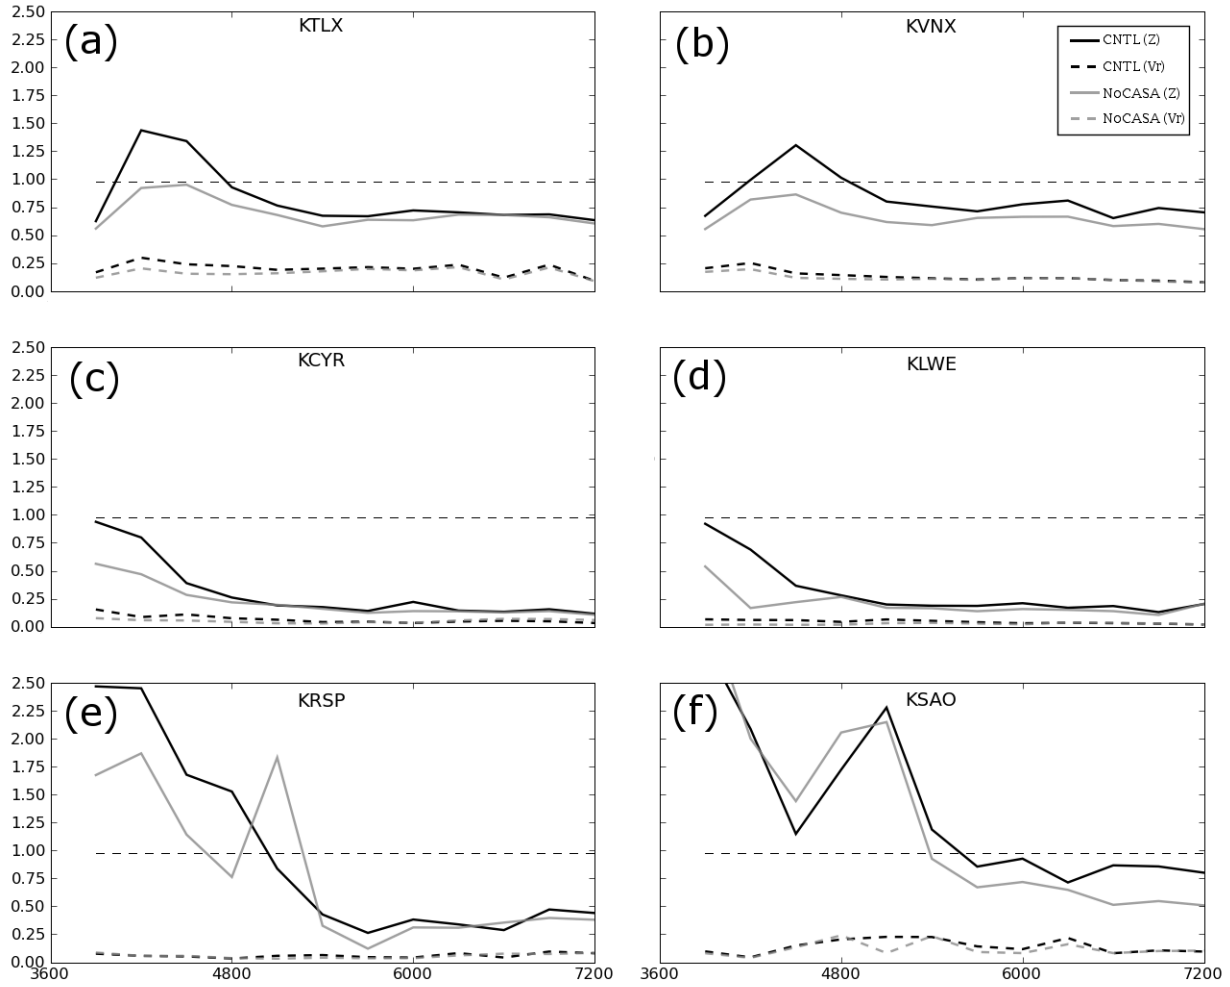 (a)
KTLX
2.50
2.25
2.00
1.75
1.50
1.25
1.00
0.75
0.50
0.25
0.00
(b)
KVNX
CNTL (Z)
CNTL (Vr)
NoCASA (Z)
NoCASA (Vr)
(c)
KCYR
2.50
2.25
2.00
1.75
1.50
1.25
1.00
0.75
0.50
0.25
0.00
(d)
KLWE
(e)
KRSP
2.50
2.25
2.00
1.75
1.50
1.25
1.00
0.75
0.50
0.25
0.00
3600 4800 6000 7200
(f)
KSAO
3600 4800 6000 7200